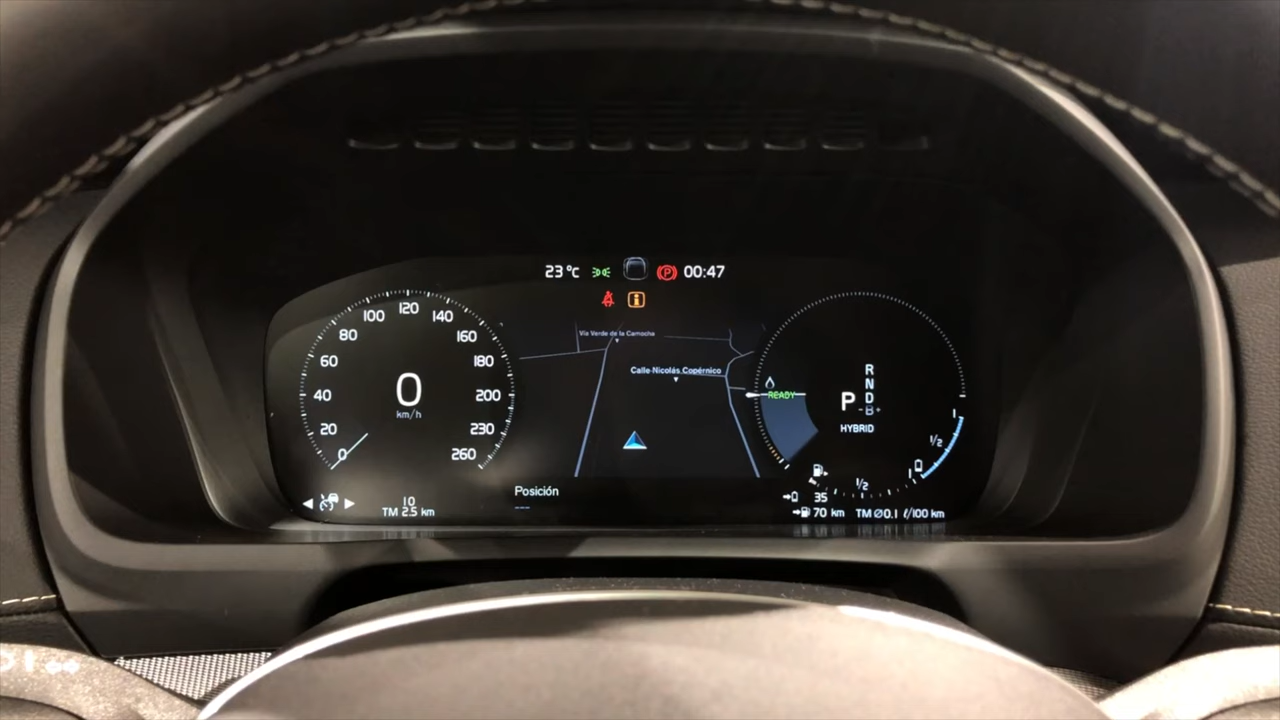 23°C P 00:47
Vía Verde de la Camocha
Calle Nicolás Copérnico
0
20
40
60
80
100
120
140
160
180
200
230
260
0
km/h
READY
R
N
D
P -B+
HYBRID
1
1/2
1
1/2
35
70 km
TM Ø0.1 ℓ/100 km
10
TM 2.5 km
Posición
---